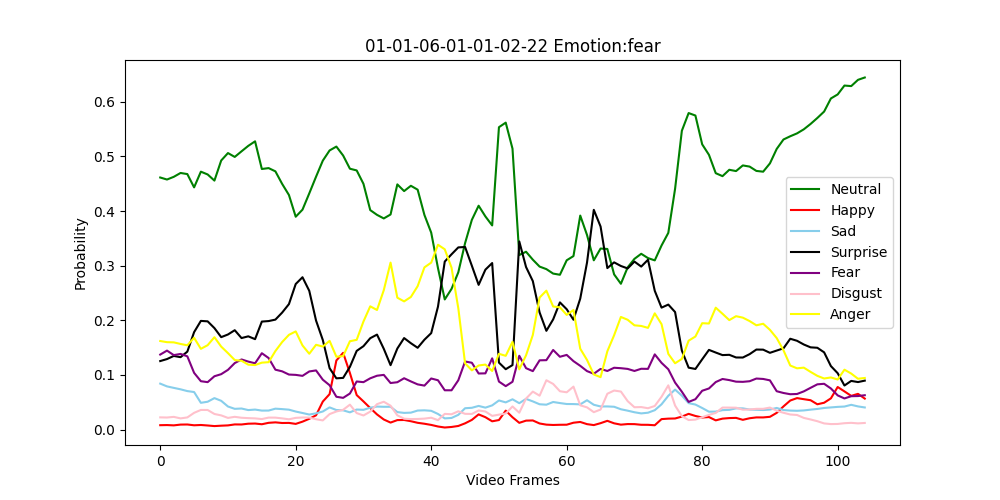 01-01-06-01-01-02-22 Emotion:fear
Probability
0.6
0.5
0.4
0.3
0.2
0.1
0.0
Neutral
Happy
Sad
Surprise
Fear
Disgust
Anger
0 20 40 60 80 100
Video Frames